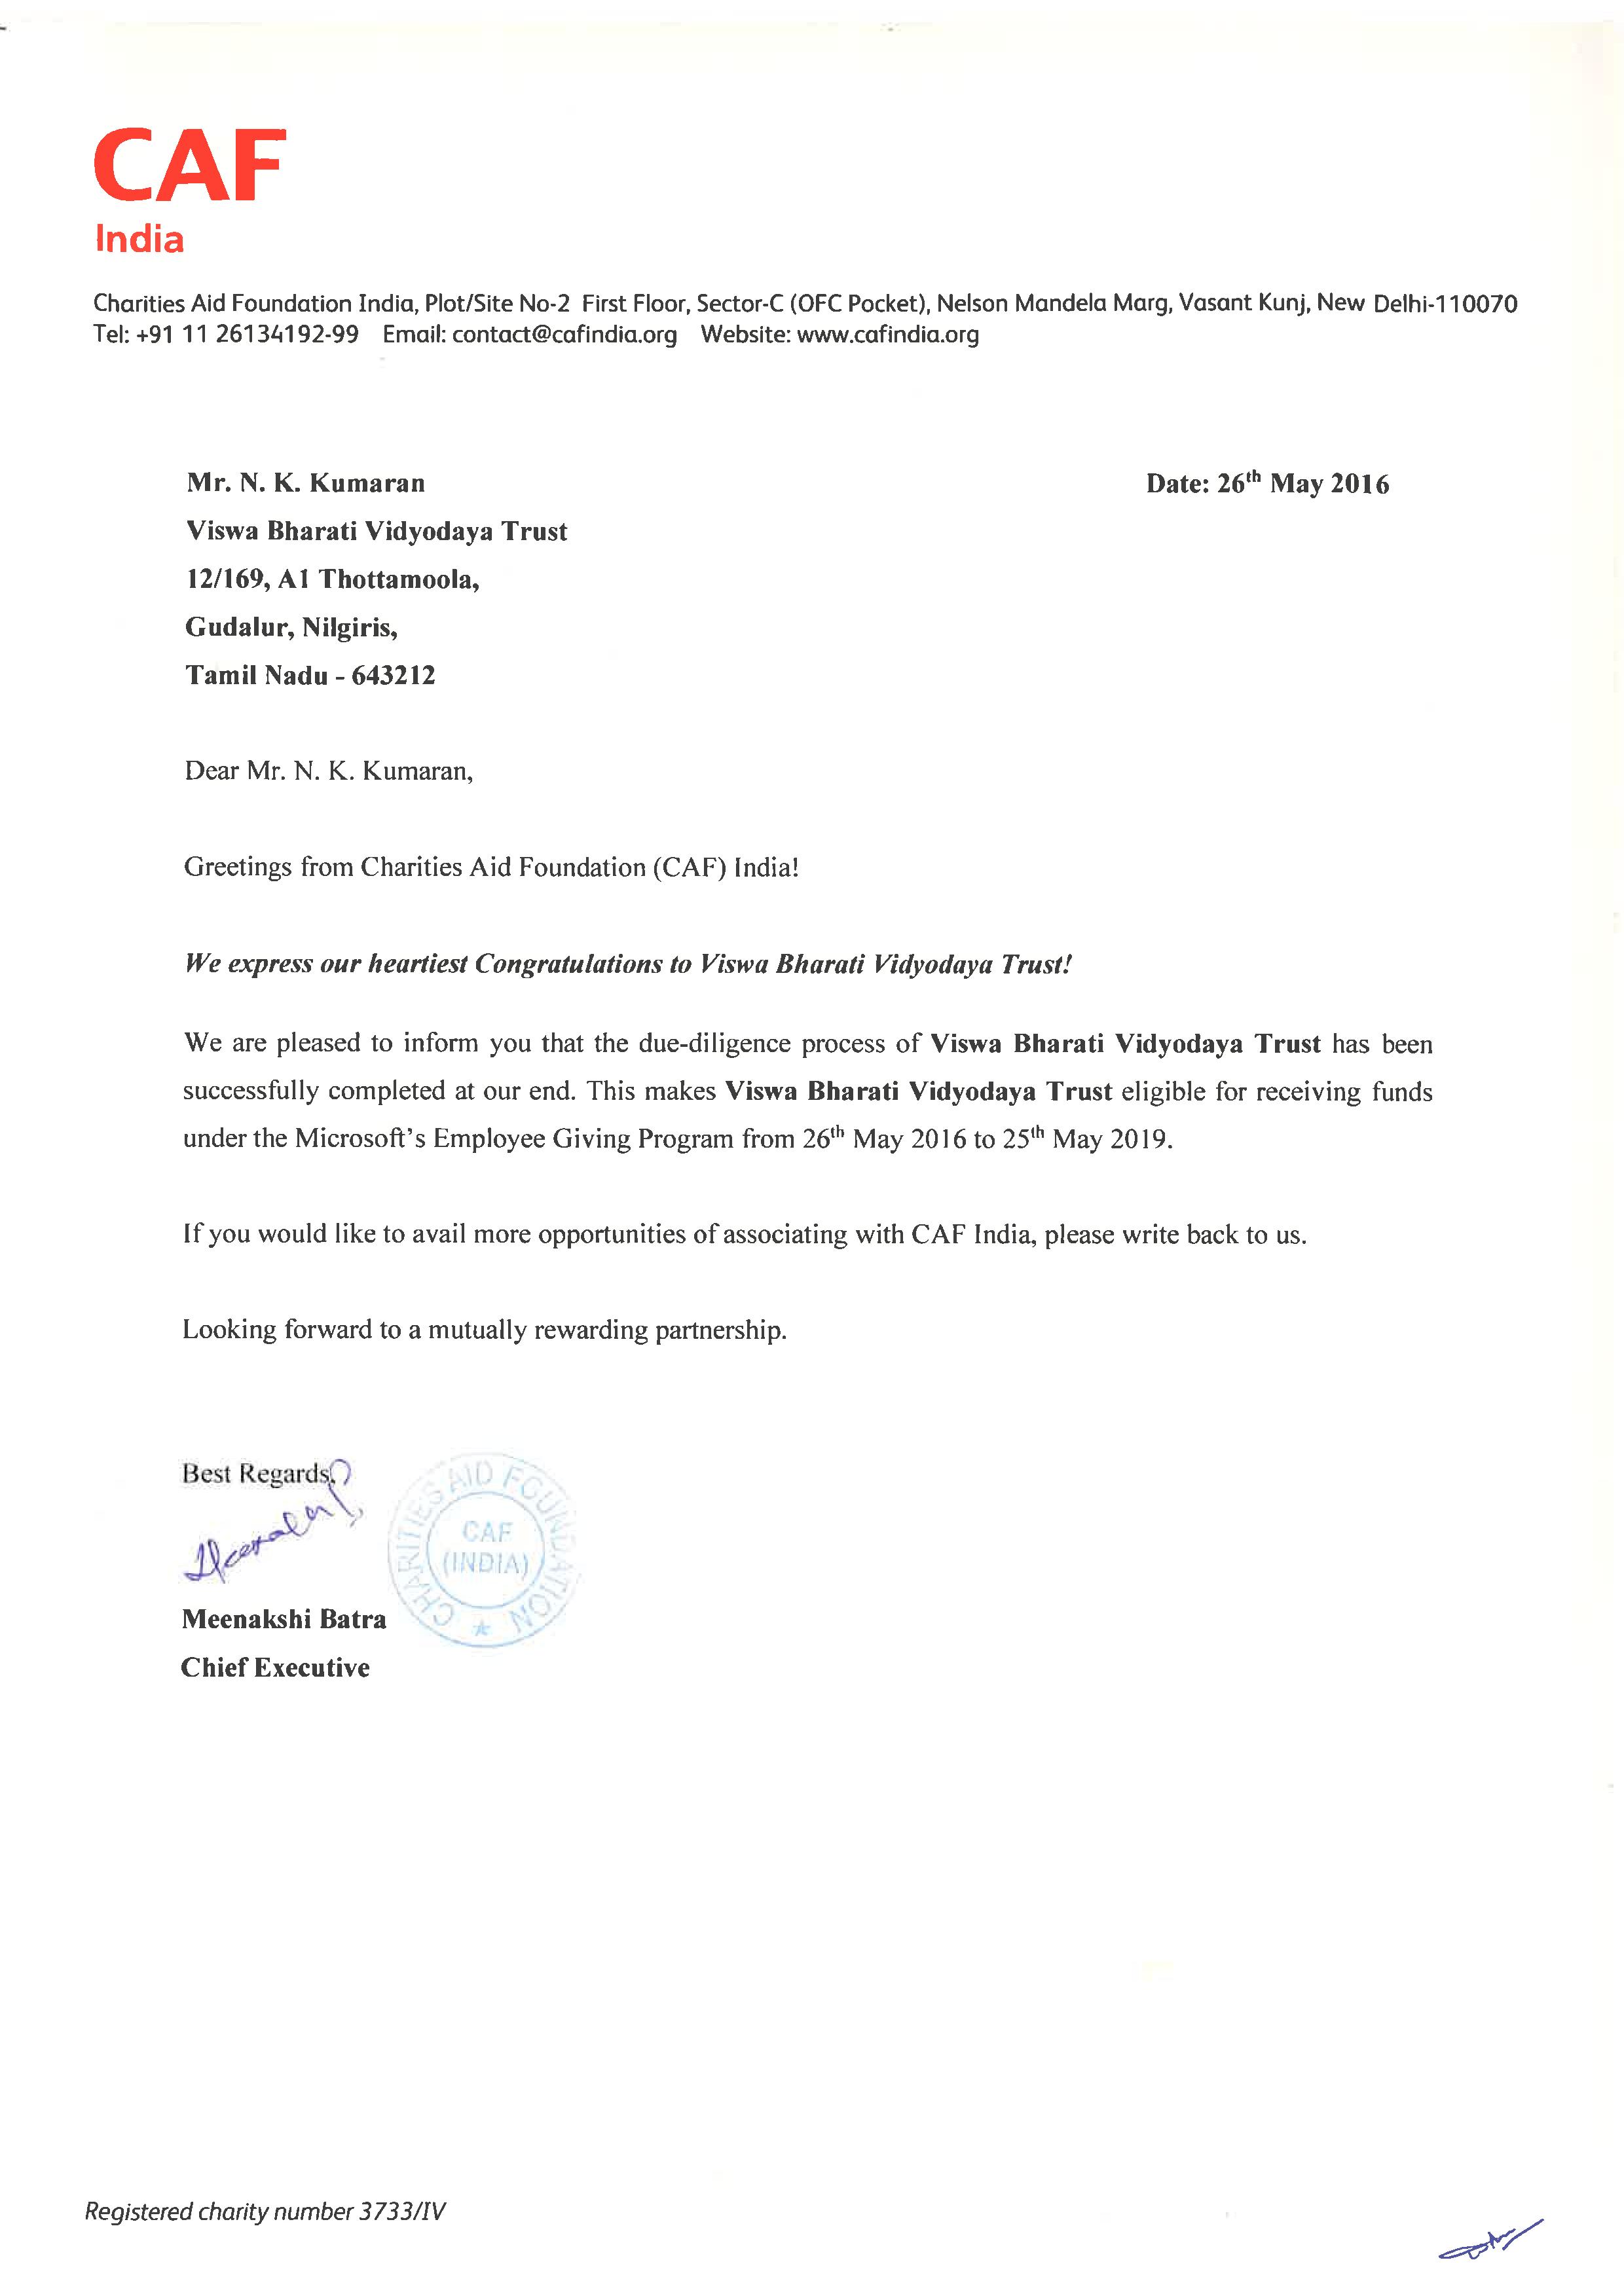 CAF
India
Charities Aid Foundation India, Plot/Site No-2 First Floor, Sector-C (OFC Pocket), Nelson Mandela Marg, Vasant Kunj, New Delhi-110070
Tel: +91 11 26134192-99 Email: contact@cafindia.org Website: www.cafindia.org
Mr. N. K. Kumaran Date: 26th May 2016
Viswa Bharati Vidyodaya Trust
12/169, A1 Thottamoola,
Gudalur, Nilgiris,
Tamil Nadu - 643212
Dear Mr. N. K. Kumaran,
Greetings from Charities Aid Foundation (CAF) India!
We express our heartiest Congratulations to Viswa Bharati Vidyodaya Trust!
We are pleased to inform you that the due-diligence process of Viswa Bharati Vidyodaya Trust has been
successfully completed at our end. This makes Viswa Bharati Vidyodaya Trust eligible for receiving funds
under the Microsoft's Employee Giving Program from 26th May 2016 to 25th May 2019.
If you would like to avail more opportunities of associating with CAF India, please write back to us.
Looking forward to a mutually rewarding partnership.
Best Regards,
CHARITIES AID FOUNDATION
CAF
(INDIA)
Meenakshi Batra
Chief Executive
Registered charity number 3733/IV